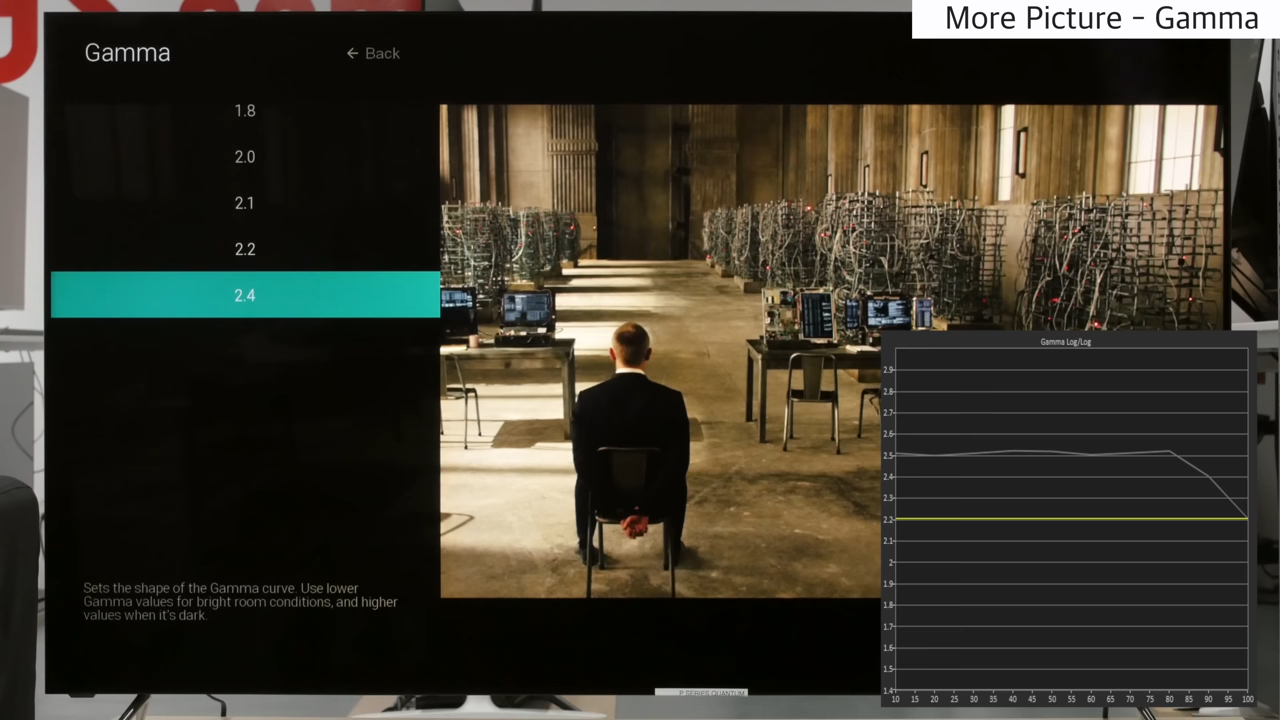 More Picture - Gamma
Gamma
← Back
1.8
2.0
2.1
2.2
2.4
Sets the shape of the Gamma curve. Use lower
Gamma values for bright room conditions, and higher
values when it's dark.
P SERIES QUANTUM
Gamma Log/Log
2.9
2.8
2.7
2.6
2.5
2.4
2.3
2.2
2.1
2
1.9
1.8
1.7
1.6
1.5
1.4
10 15 20 25 30 35 40 45 50 55 60 65 70 75 80 85 90 95 100